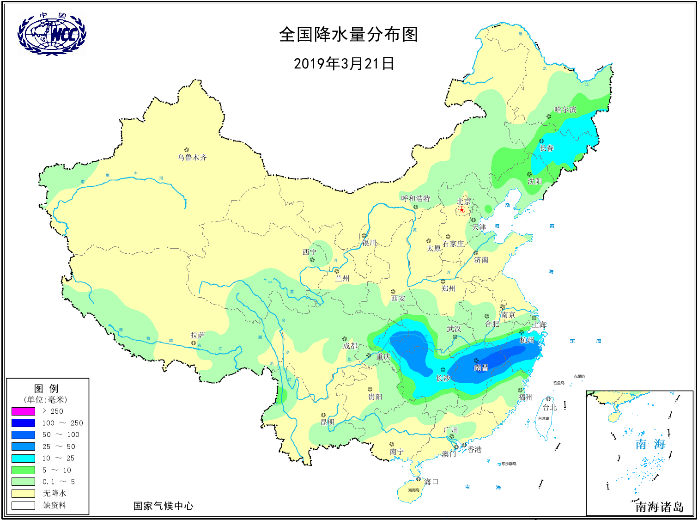 中国
NCC
全国降水量分布图
2019年3月21日
哈尔滨
长春
沈阳
乌鲁木齐
呼和浩特
北京
天津
银川
石家庄
太原
西宁
济南
兰州
郑州
西安
南京
合肥
上海
武汉
杭州
拉萨
成都
重庆
南昌
长沙
贵阳
福州
台北
昆明
南宁
香港
澳门
海口
图 例
(单位:毫米)
> 250
100 ~ 250
50 ~ 100
25 ~ 50
10 ~ 25
5 ~ 10
0.1 ~ 5
无降水
缺资料
国家气候中心
南 海
南海诸岛